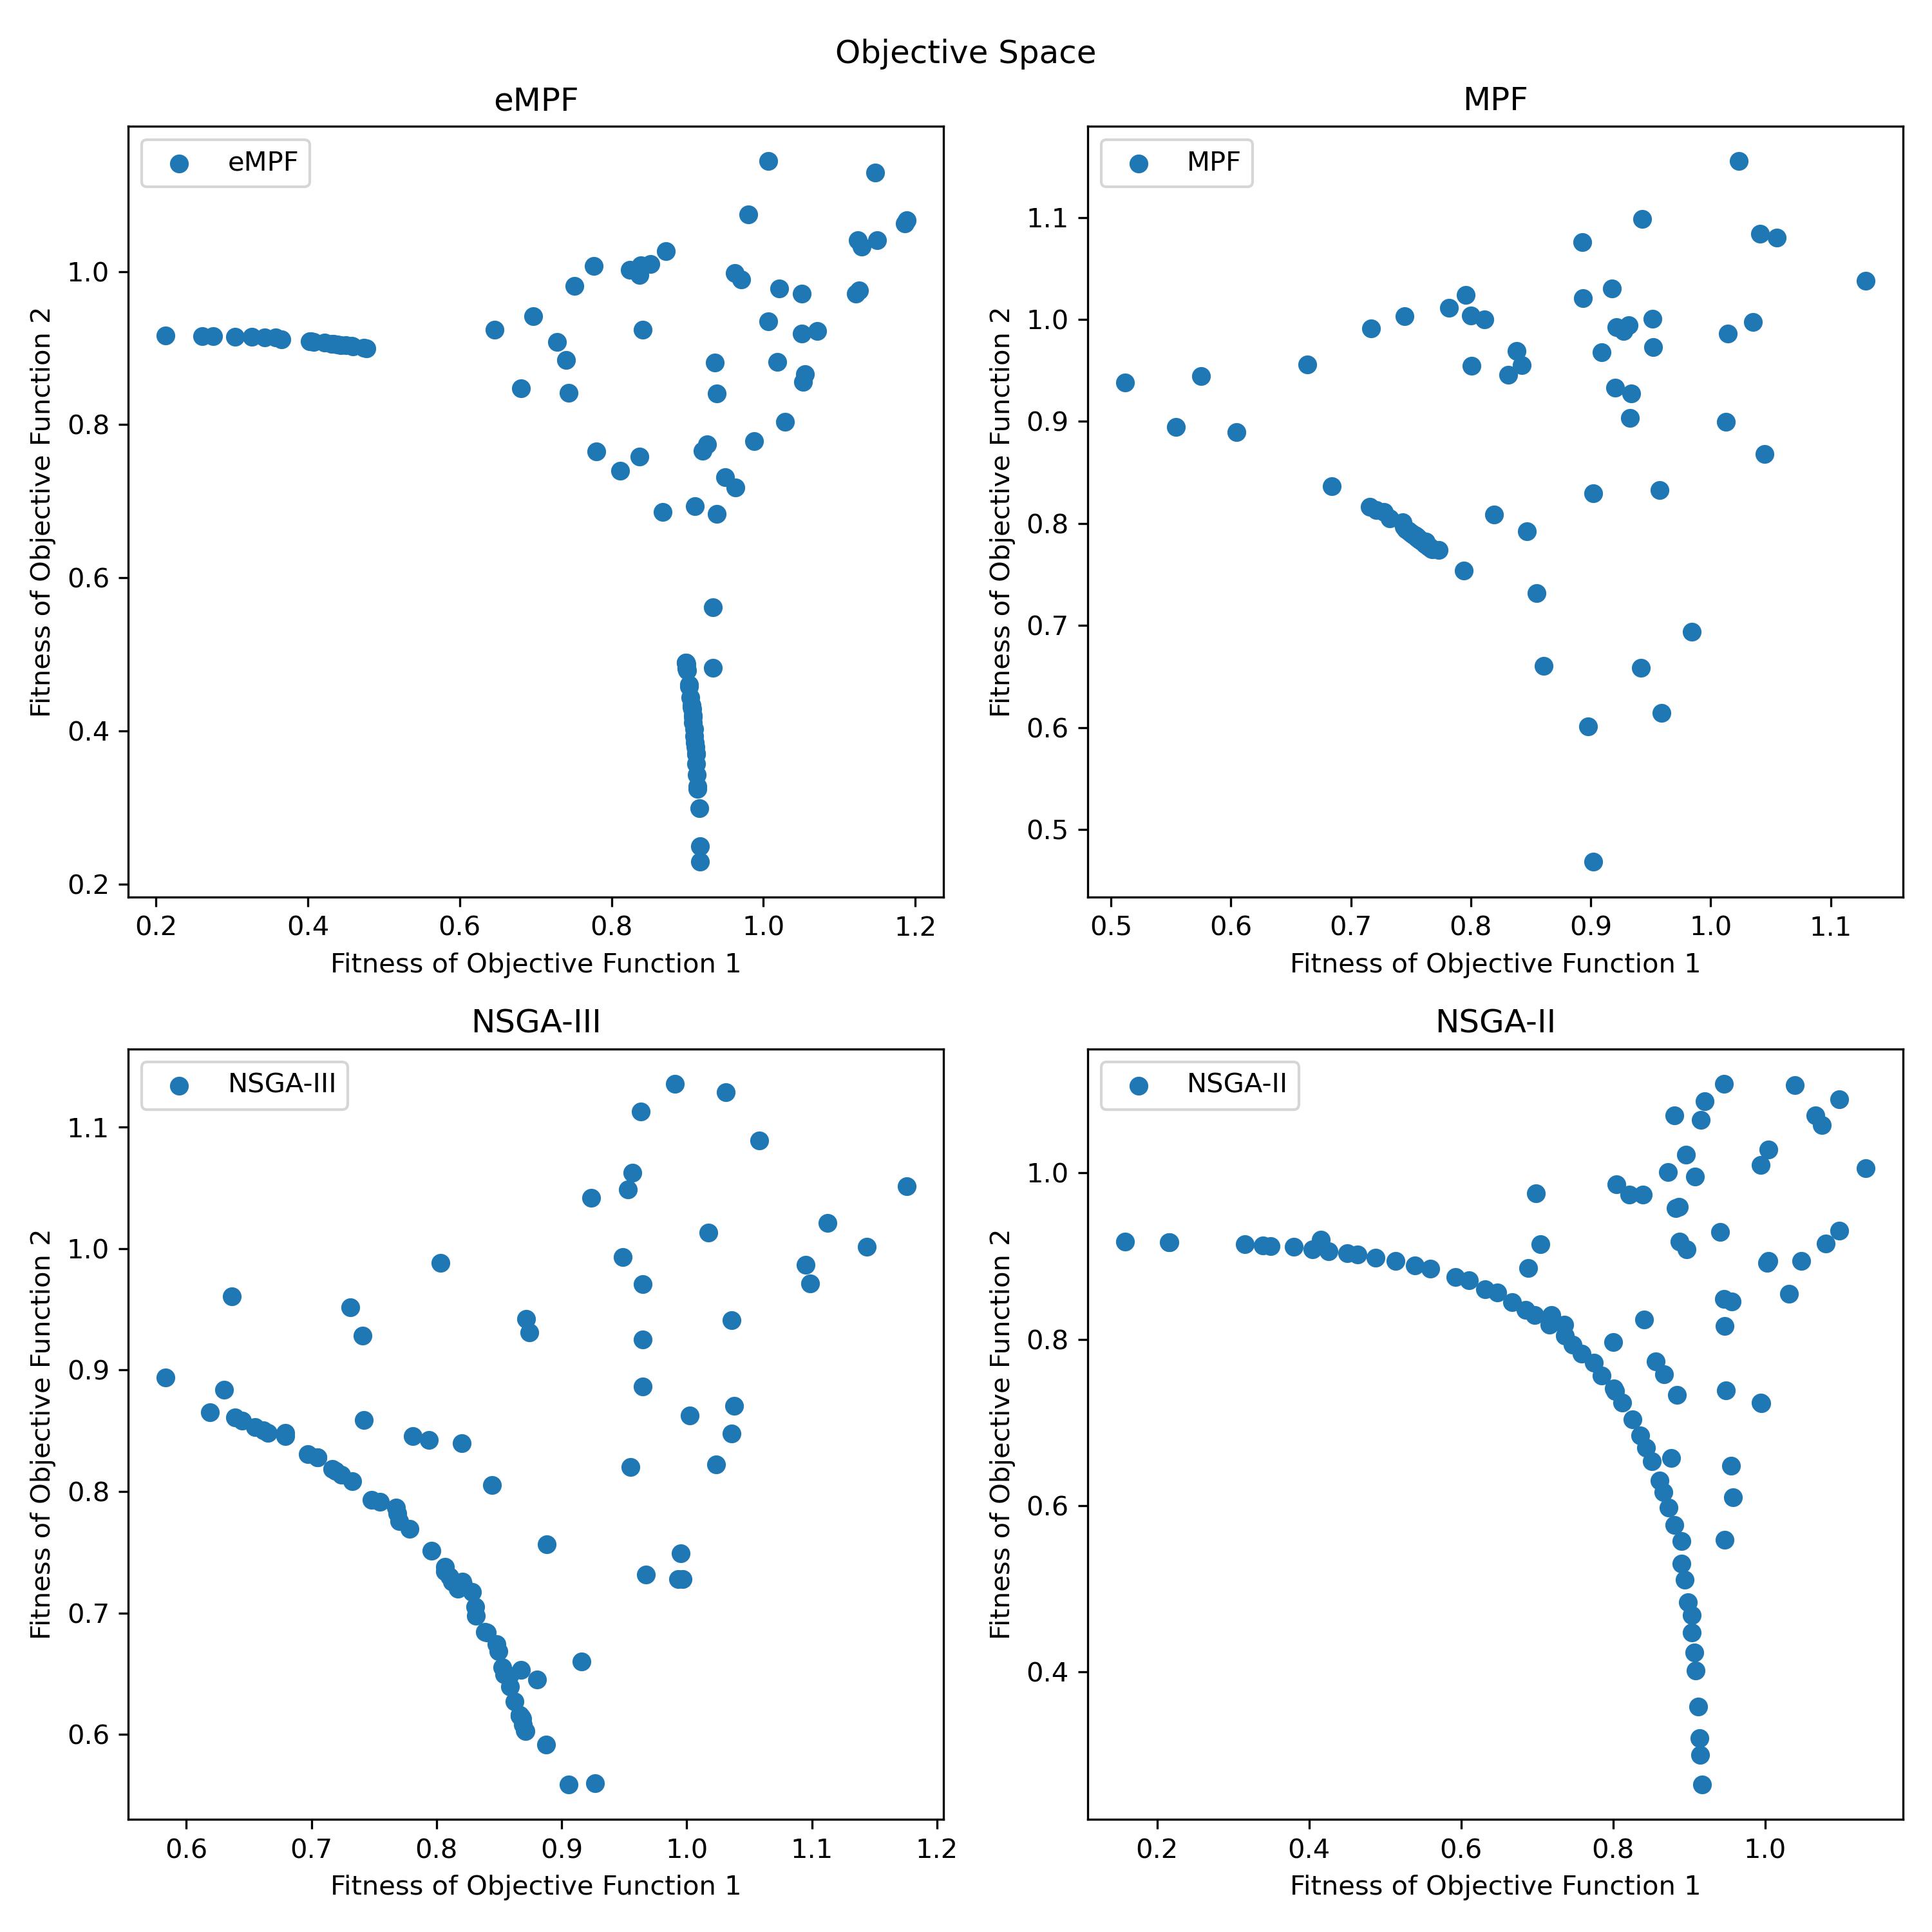 Objective Space
eMPF
eMPF
Fitness of Objective Function 2
1.0
0.8
0.6
0.4
0.2
0.2 0.4 0.6 0.8 1.0 1.2
Fitness of Objective Function 1
MPF
MPF
Fitness of Objective Function 2
1.1
1.0
0.9
0.8
0.7
0.6
0.5
0.5 0.6 0.7 0.8 0.9 1.0 1.1
Fitness of Objective Function 1
NSGA-III
NSGA-III
Fitness of Objective Function 2
1.1
1.0
0.9
0.8
0.7
0.6
0.6 0.7 0.8 0.9 1.0 1.1 1.2
Fitness of Objective Function 1
NSGA-II
NSGA-II
Fitness of Objective Function 2
1.0
0.8
0.6
0.4
0.2 0.4 0.6 0.8 1.0
Fitness of Objective Function 1